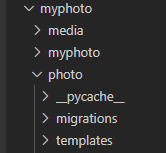 myphoto
media
myphoto
photo
__pycache__
migrations
templates